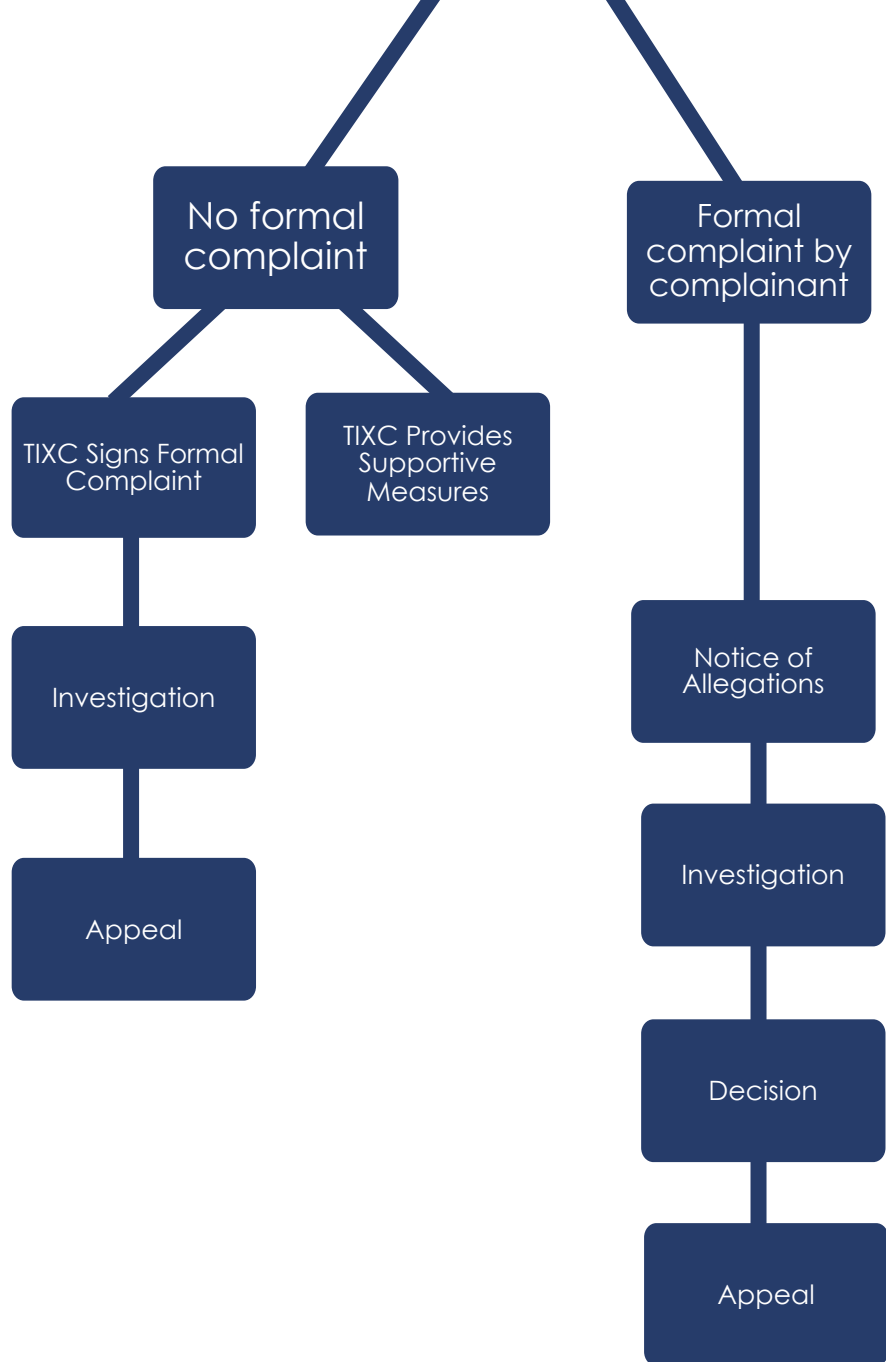 No formal
complaint
Formal
complaint by
complainant
TIXC Signs Formal
Complaint
TIXC Provides
Supportive
Measures
Investigation
Appeal
Notice of
Allegations
Investigation
Decision
Appeal